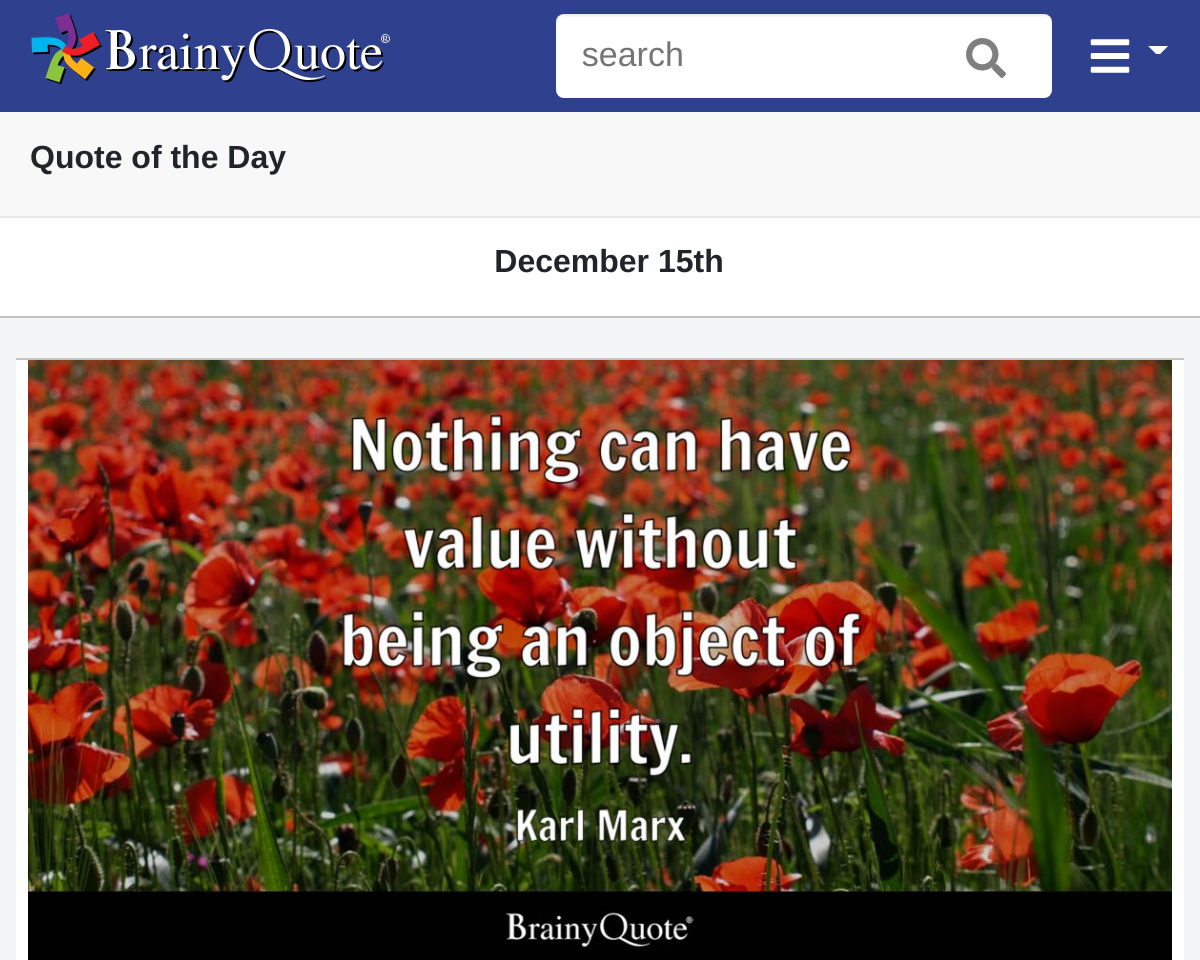 BrainyQuote®
search
Quote of the Day
December 15th
Nothing can have
value without
being an object of
utility.
Karl Marx
BrainyQuote®